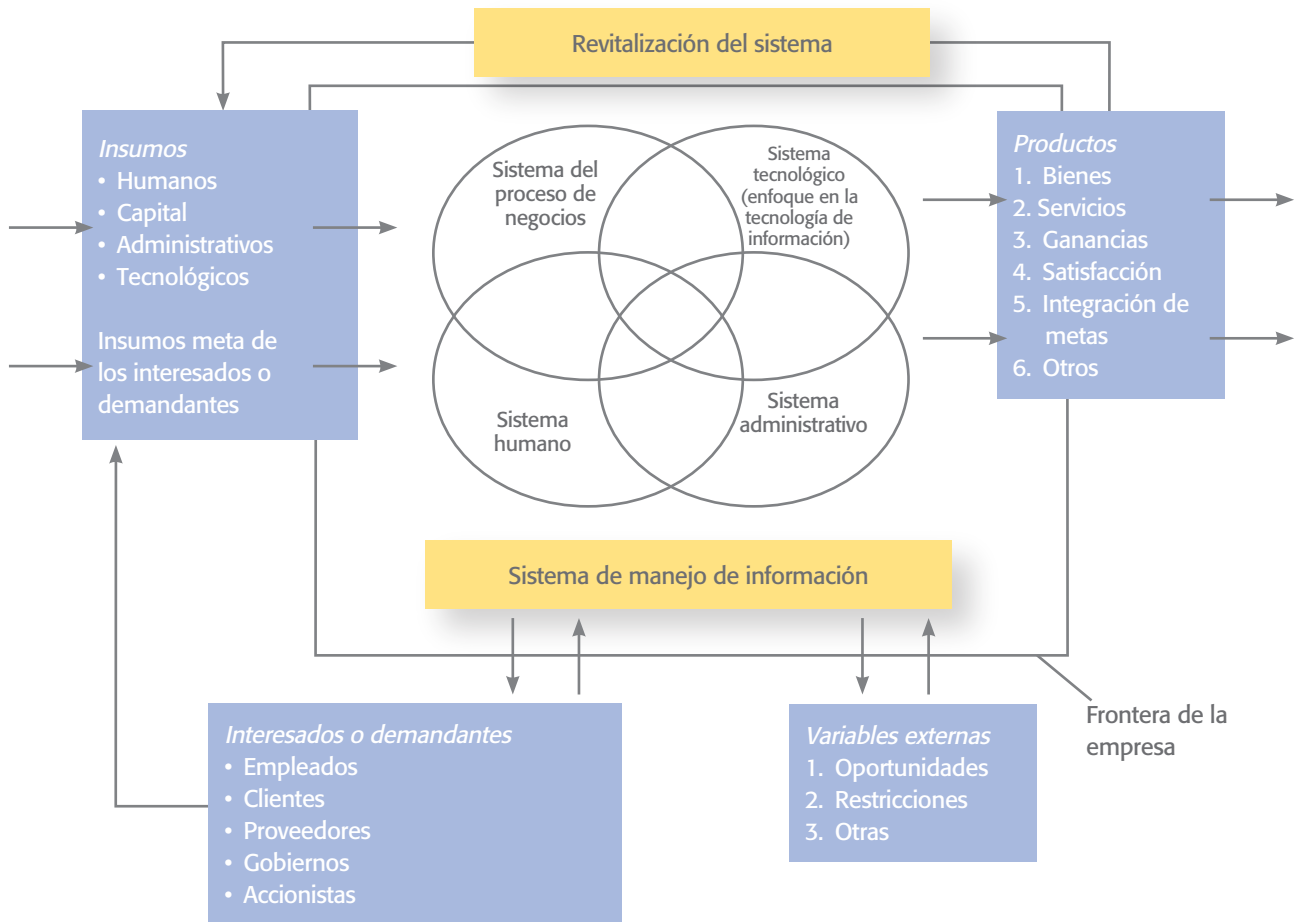 Revitalización del sistema
Insumos
• Humanos
• Capital
• Administrativos
• Tecnológicos
Insumos meta de
los interesados o
demandantes
Sistema del
proceso de
negocios
Sistema
tecnológico
(enfoque en la
tecnología de
información)
Sistema
humano
Sistema
administrativo
Productos
1. Bienes
2. Servicios
3. Ganancias
4. Satisfacción
5. Integración de
metas
6. Otros
Sistema de manejo de información
Interesados o demandantes
• Empleados
• Clientes
• Proveedores
• Gobiernos
• Accionistas
Variables externas
1. Oportunidades
2. Restricciones
3. Otras
Frontera de la
empresa